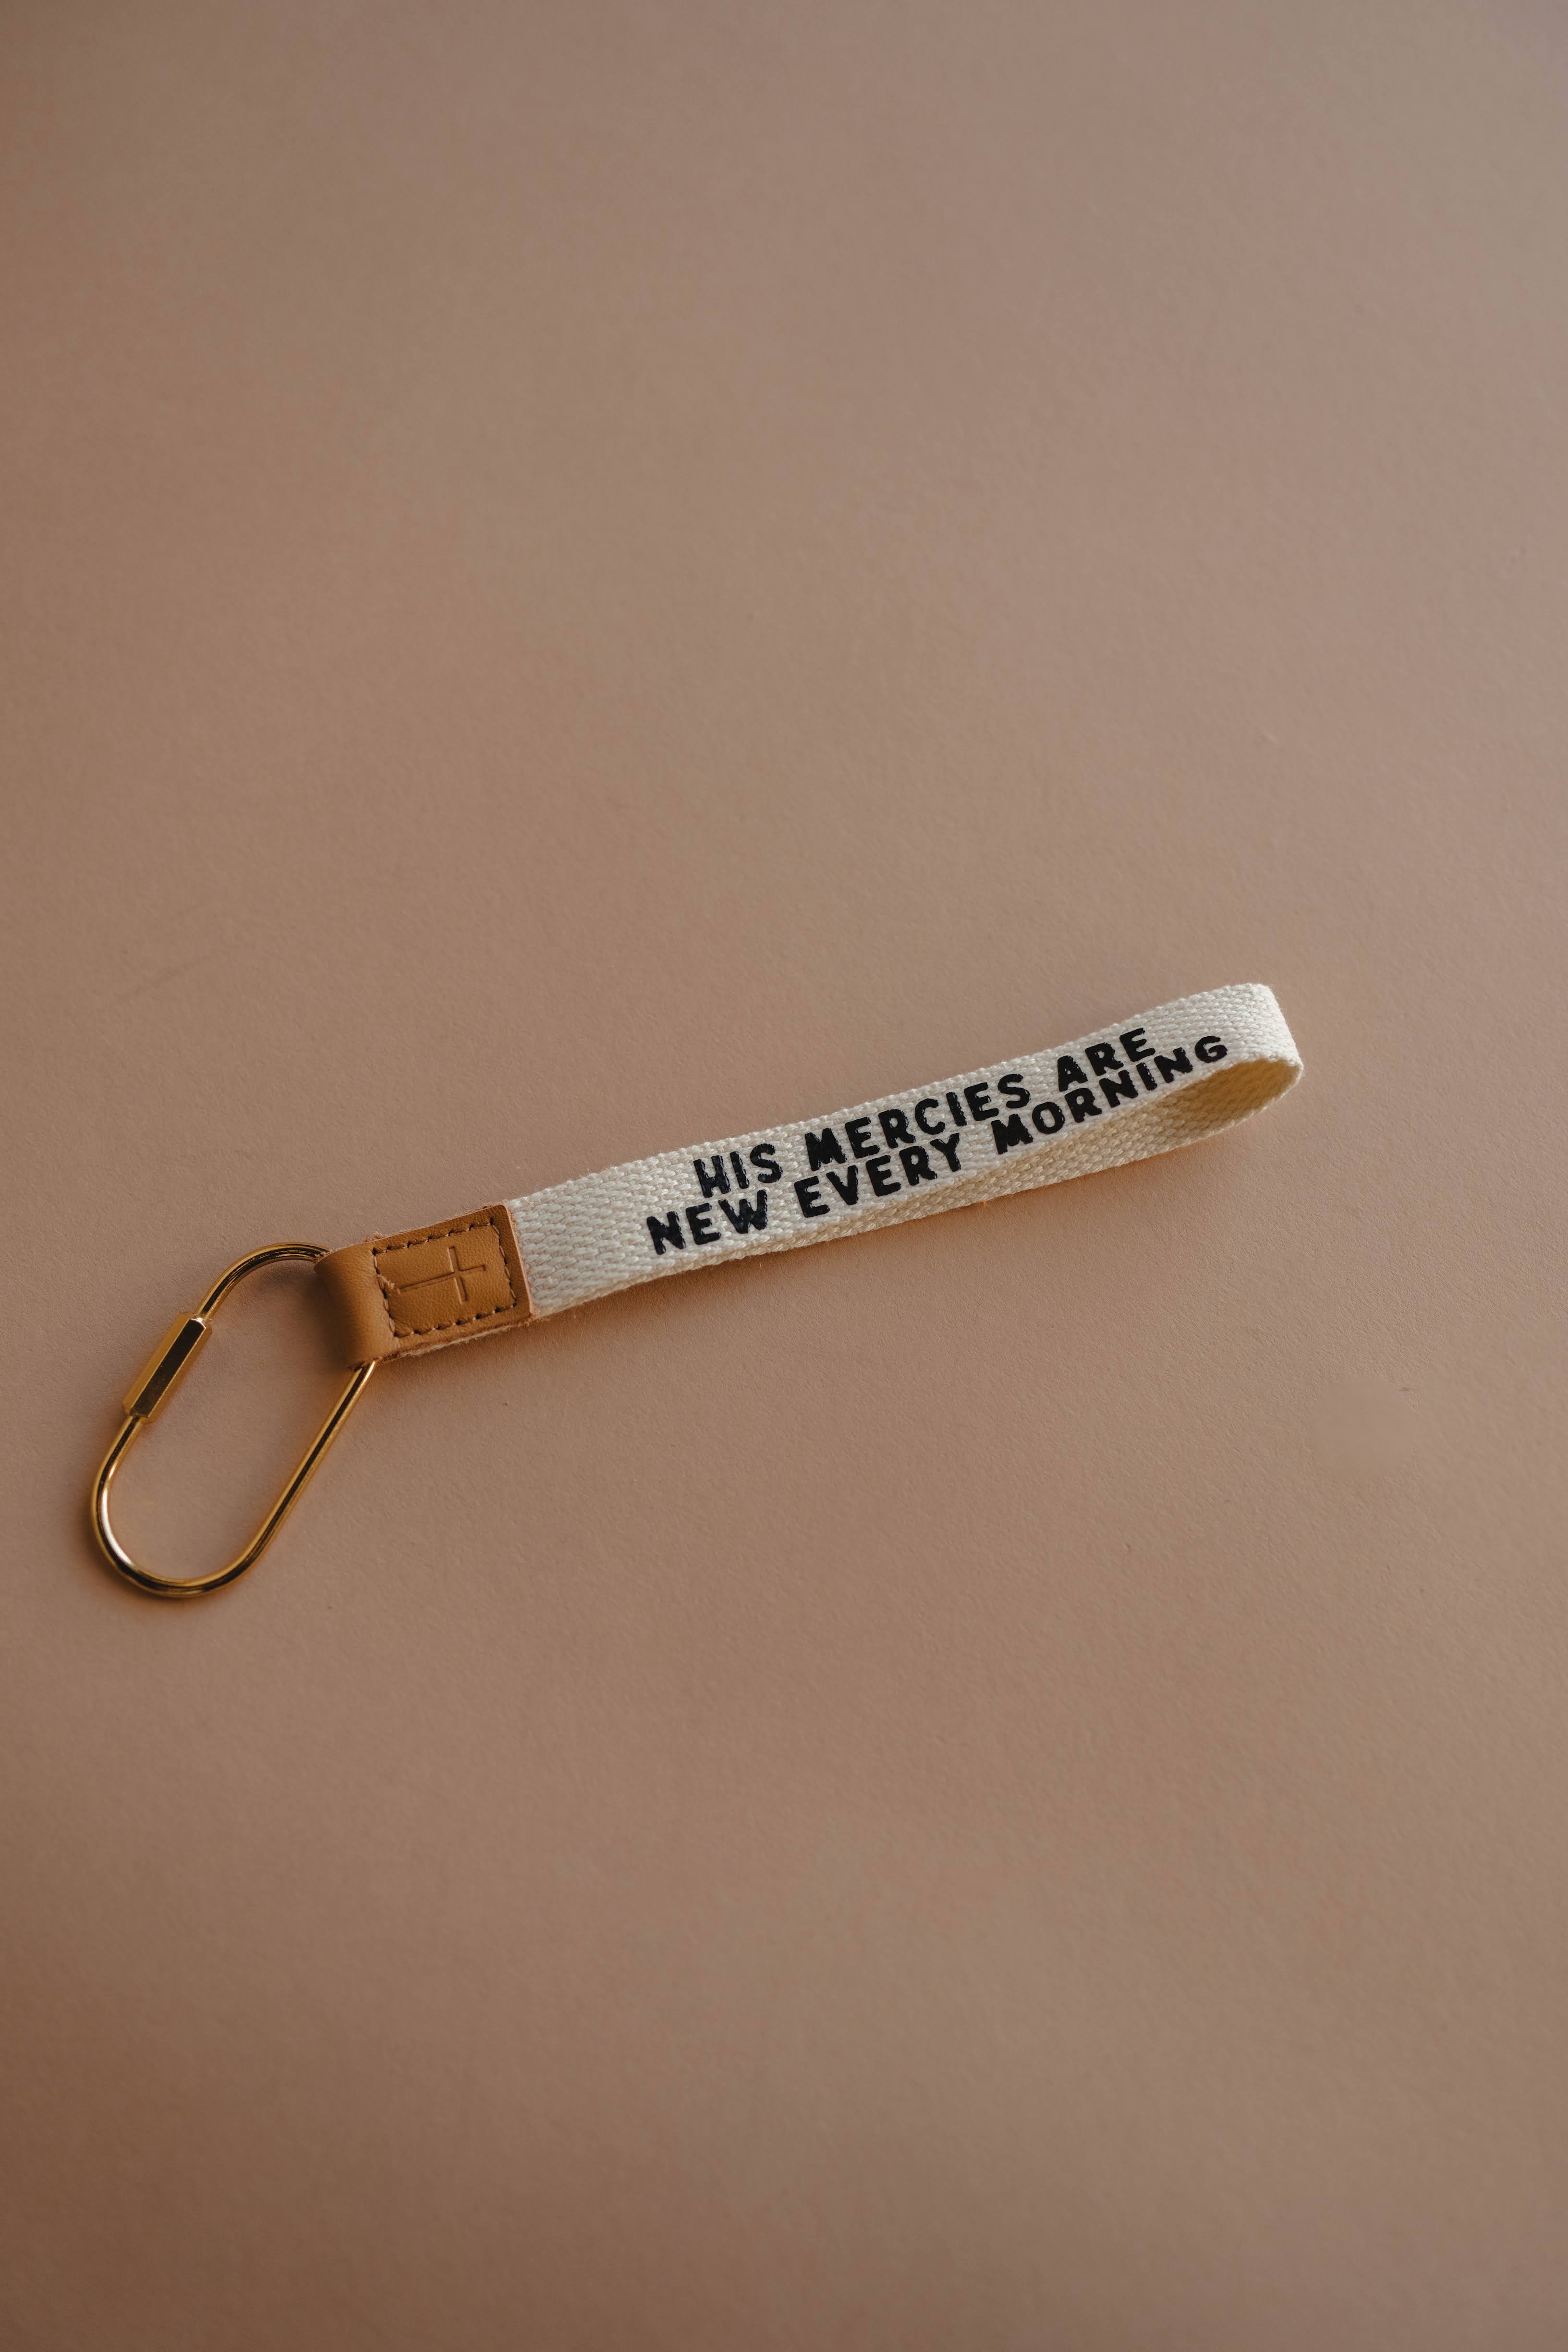 HIS MERCIES ARE
NEW EVERY MORNING